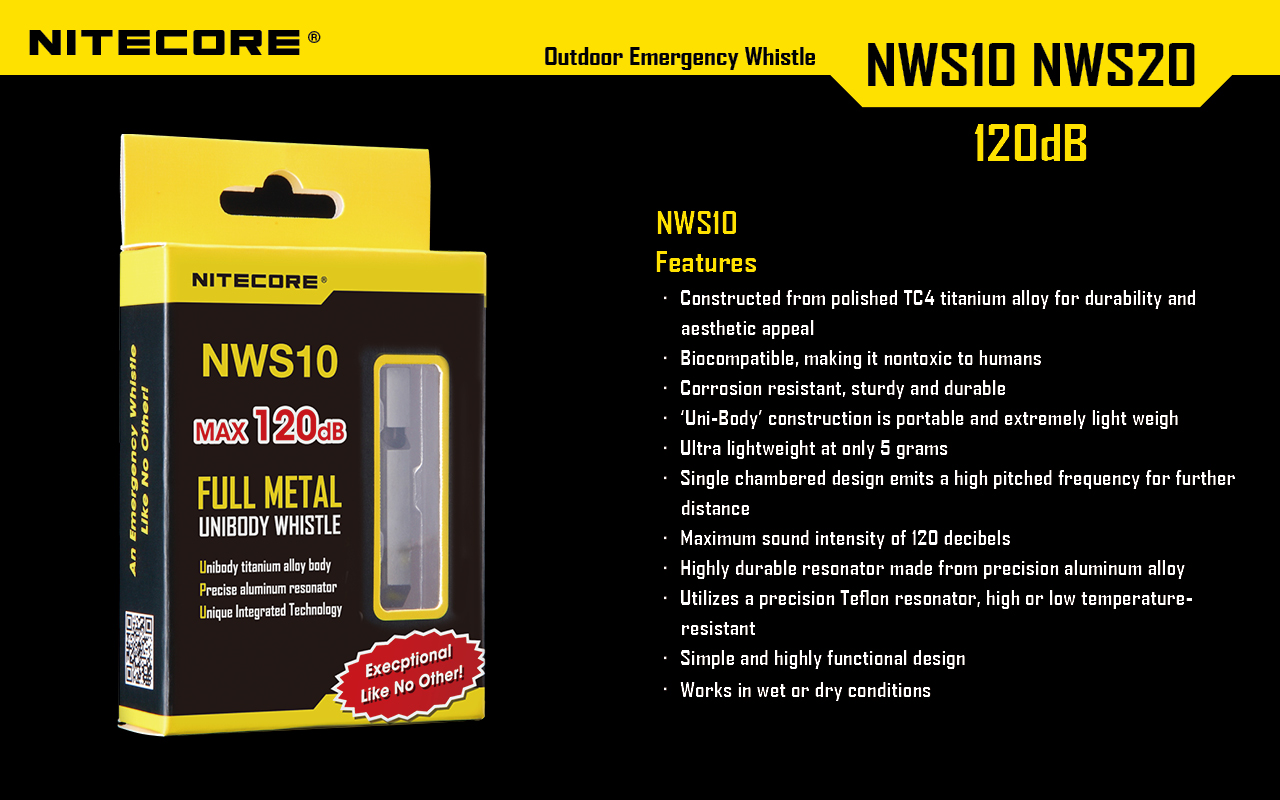 NITECORE®
Outdoor Emergency Whistle
NWS10 NWS20
120dB
NITECORE®
NWS10
MAX 120dB
FULL METAL
UNIBODY WHISTLE
Unibody titanium alloy body
Precise aluminum resonator
Unique Integrated Technology
Execptional
Like No Other!
An Emergency Whistle
Like No Other!
NWS10
Features
· Constructed from polished TC4 titanium alloy for durability and
aesthetic appeal
· Biocompatible, making it nontoxic to humans
· Corrosion resistant, sturdy and durable
· ‘Uni-Body’ construction is portable and extremely light weigh
· Ultra lightweight at only 5 grams
· Single chambered design emits a high pitched frequency for further
distance
· Maximum sound intensity of 120 decibels
· Highly durable resonator made from precision aluminum alloy
· Utilizes a precision Teflon resonator, high or low temperature-
resistant
· Simple and highly functional design
· Works in wet or dry conditions